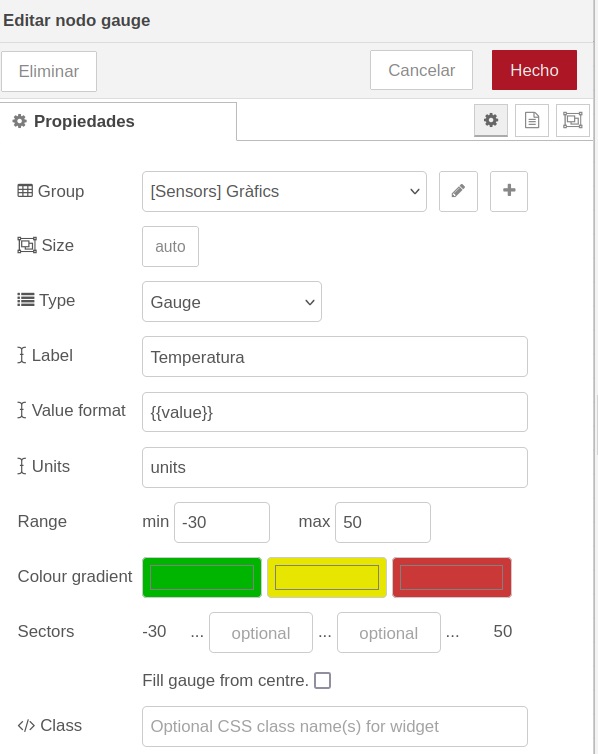 Editar nodo gauge
Eliminar Cancelar Hecho
Propiedades
Group [Sensors] Gràfics
Size auto
Type Gauge
Label Temperatura
Value format {{value}}
Units units
Range min -30 max 50
Colour gradient
Sectors -30 ... optional ... optional ... 50
Fill gauge from centre.
</> Class Optional CSS class name(s) for widget